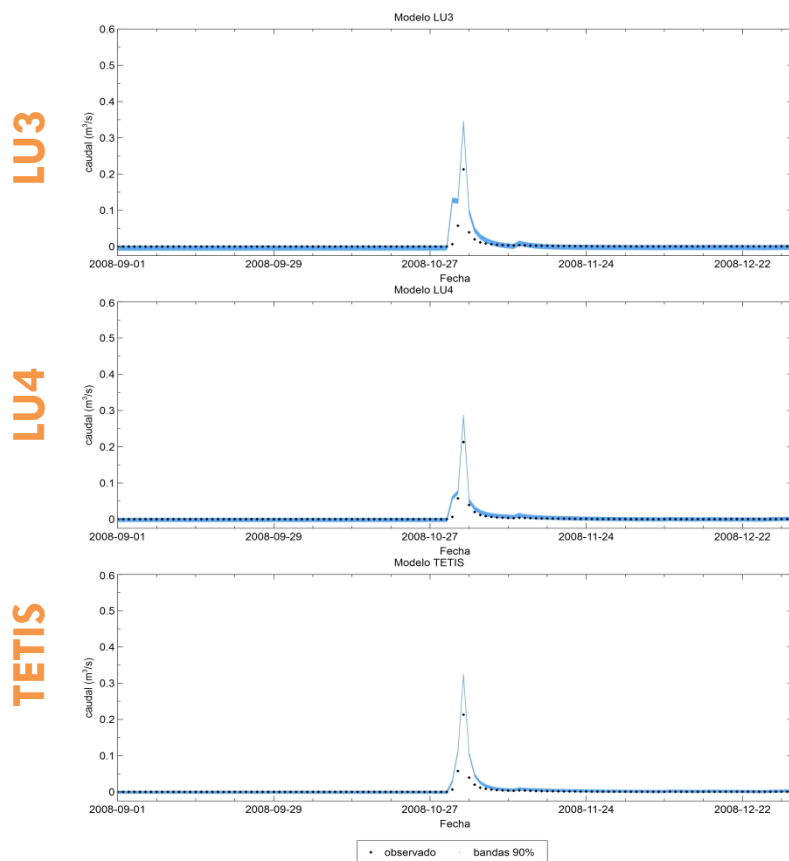 LU3
Modelo LU3
caudal (m³/s)
0.6
0.5
0.4
0.3
0.2
0.1
0
2008-09-01 2008-09-29 2008-10-27 2008-11-24 2008-12-22
Fecha
LU4
Modelo LU4
caudal (m³/s)
0.6
0.5
0.4
0.3
0.2
0.1
0
2008-09-01 2008-09-29 2008-10-27 2008-11-24 2008-12-22
Fecha
TETIS
Modelo TETIS
caudal (m³/s)
0.6
0.5
0.4
0.3
0.2
0.1
0
2008-09-01 2008-09-29 2008-10-27 2008-11-24 2008-12-22
Fecha
observado bandas 90%